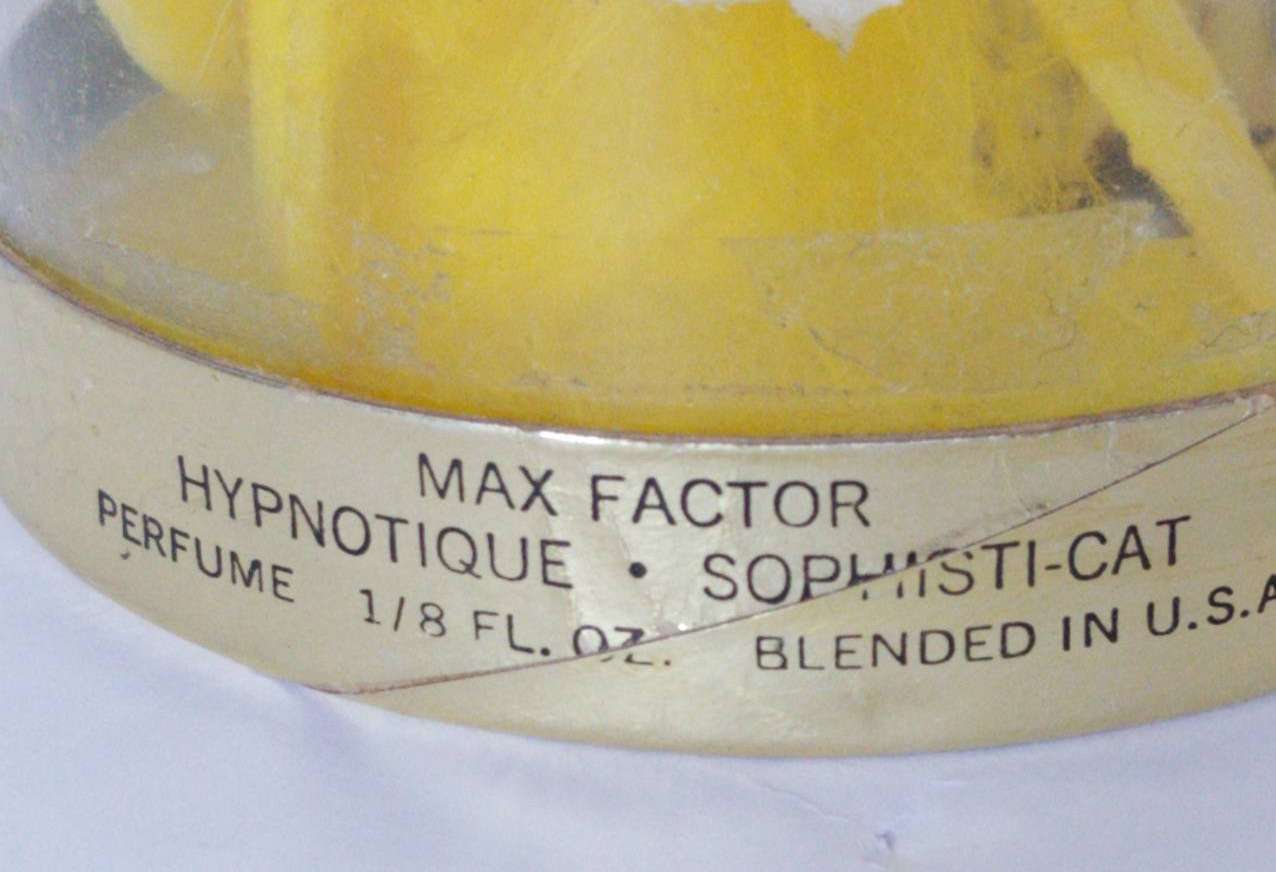 MAX FACTOR
HYPNOTIQUE • SOPHISTI-CAT
PERFUME 1/8 FL. OZ. BLENDED IN U.S.A